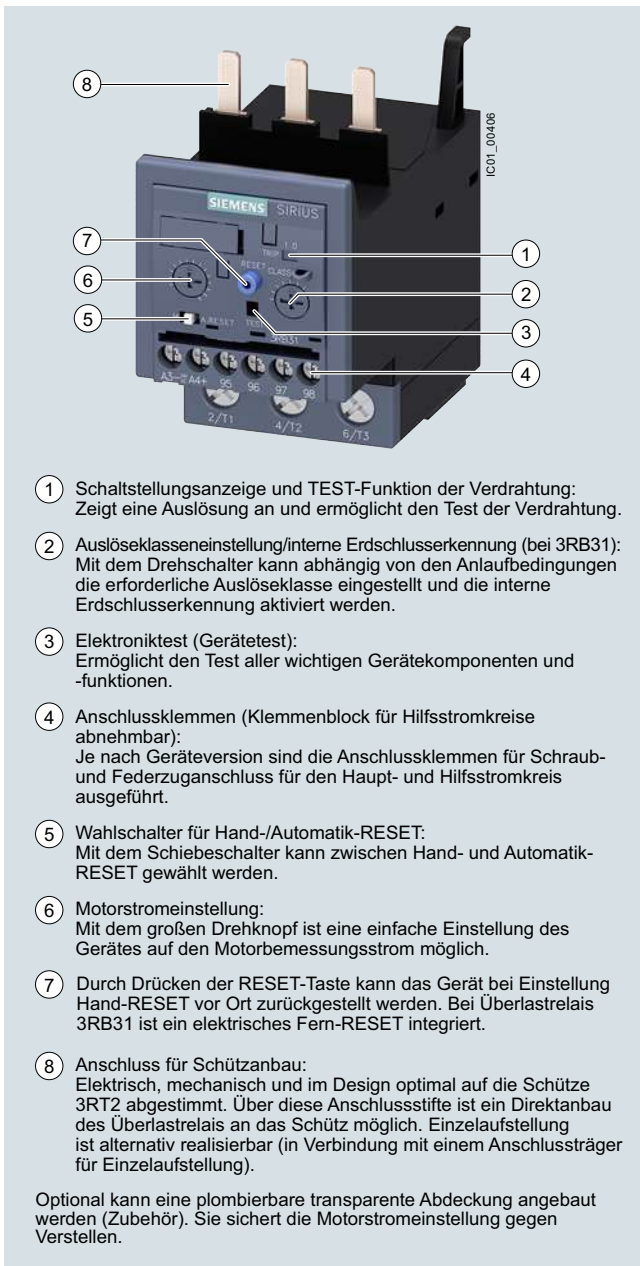 8
IC01_00406
SIEMENS SIRIUS
7
TRIP 1 0
1
RESET CLASS
6
2
5
A.RESET
TEST
3
3RB31
4
A3- A4+ 95 96 97 98
2/T1 4/T2 6/T3
1 Schaltstellungsanzeige und TEST-Funktion der Verdrahtung:
Zeigt eine Auslösung an und ermöglicht den Test der Verdrahtung.
2 Auslöseklasseneinstellung/interne Erdschlusserkennung (bei 3RB31):
Mit dem Drehschalter kann abhängig von den Anlaufbedingungen
die erforderliche Auslöseklasse eingestellt und die interne
Erdschlusserkennung aktiviert werden.
3 Elektroniktest (Gerätetest):
Ermöglicht den Test aller wichtigen Gerätekomponenten und
-funktionen.
4 Anschlussklemmen (Klemmenblock für Hilfsstromkreise
abnehmbar):
Je nach Geräteversion sind die Anschlussklemmen für Schraub-
und Federzuganschluss für den Haupt- und Hilfsstromkreis
ausgeführt.
5 Wahlschalter für Hand-/Automatik-RESET:
Mit dem Schiebeschalter kann zwischen Hand- und Automatik-
RESET gewählt werden.
6 Motorstromeinstellung:
Mit dem großen Drehknopf ist eine einfache Einstellung des
Gerätes auf den Motorbemessungsstrom möglich.
7 Durch Drücken der RESET-Taste kann das Gerät bei Einstellung
Hand-RESET vor Ort zurückgestellt werden. Bei Überlastrelais
3RB31 ist ein elektrisches Fern-RESET integriert.
8 Anschluss für Schützanbau:
Elektrisch, mechanisch und im Design optimal auf die Schütze
3RT2 abgestimmt. Über diese Anschlussstifte ist ein Direktanbau
des Überlastrelais an das Schütz möglich. Einzelaufstellung
ist alternativ realisierbar (in Verbindung mit einem Anschlussträger
für Einzelaufstellung).
Optional kann eine plombierbare transparente Abdeckung angebaut
werden (Zubehör). Sie sichert die Motorstromeinstellung gegen
Verstellen.